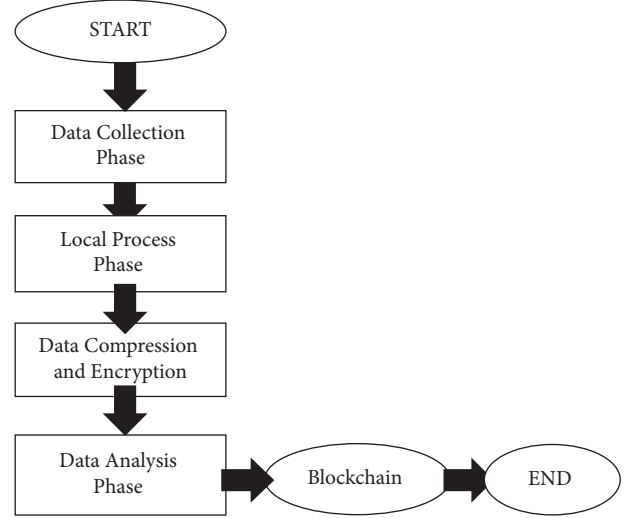 START
Data Collection
Phase
Local Process
Phase
Data Compression
and Encryption
Data Analysis
Phase
Blockchain
END